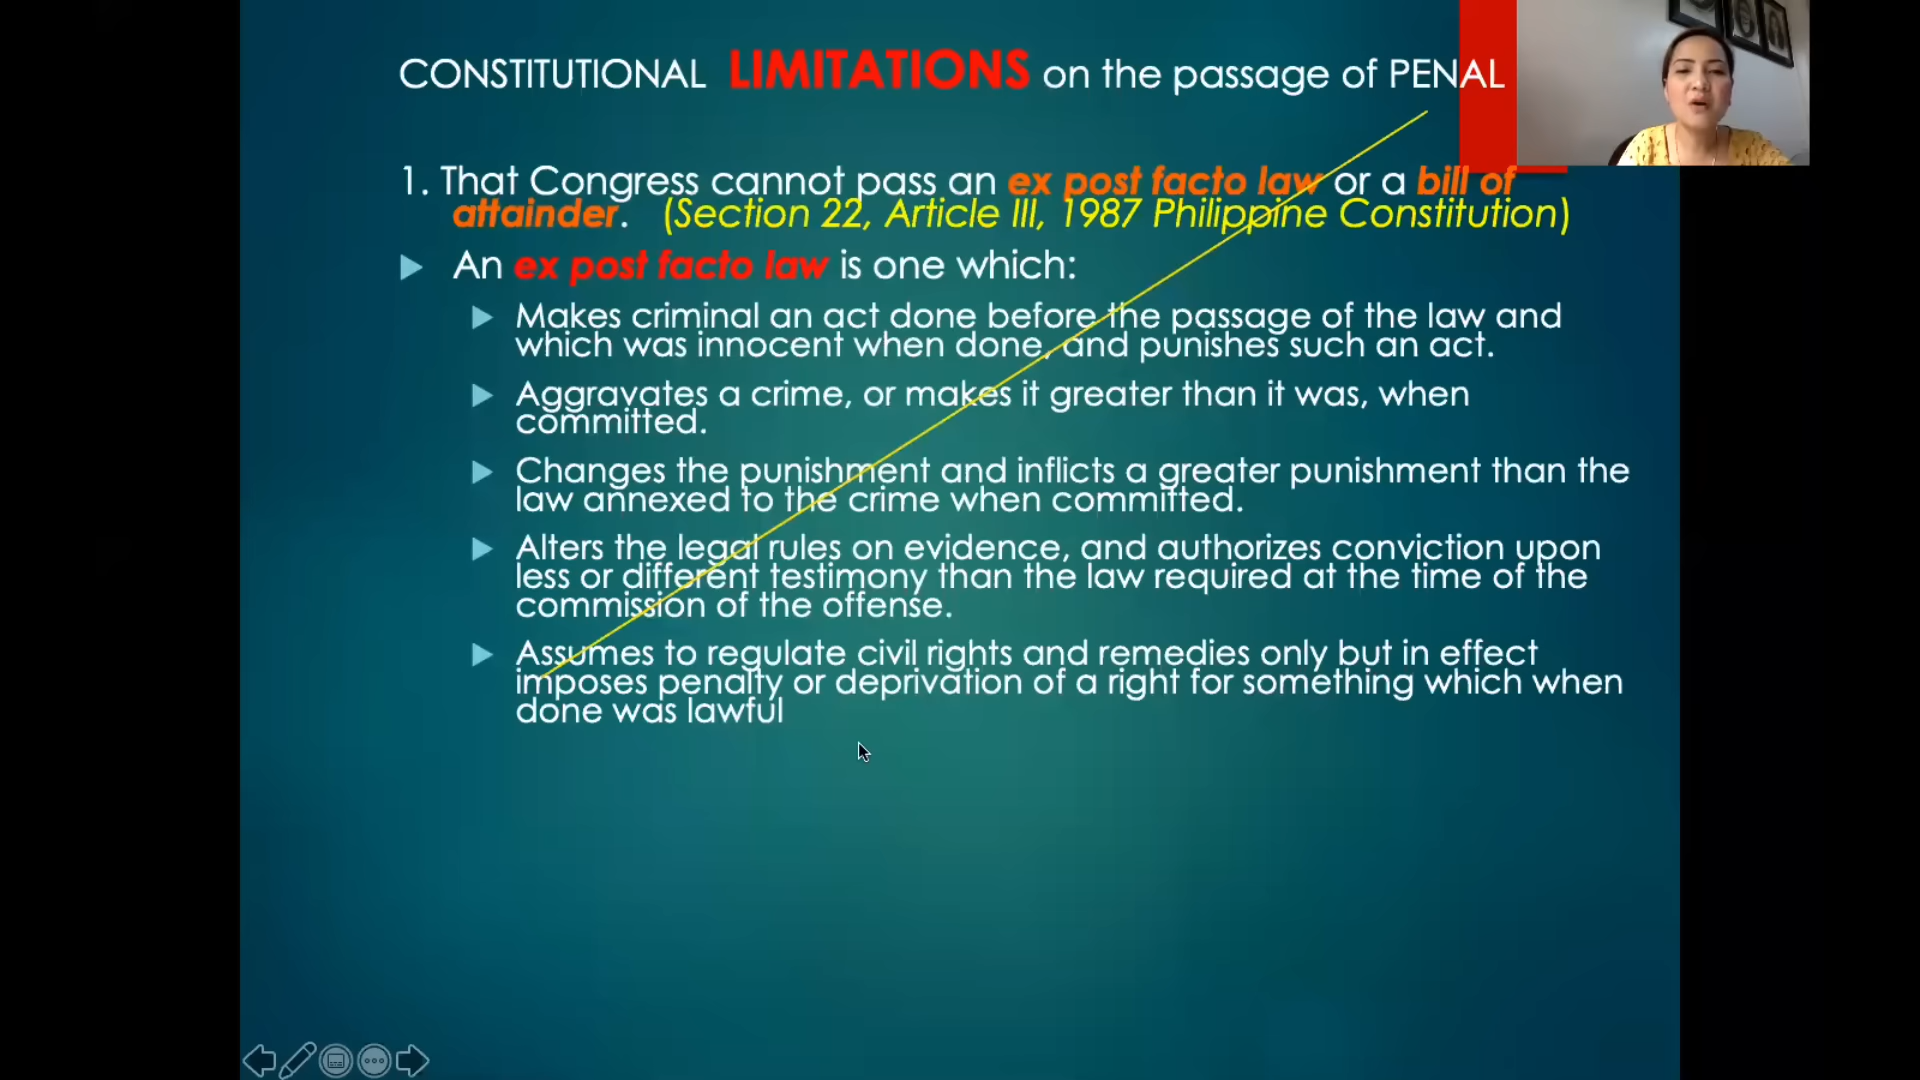 CONSTITUTIONAL LIMITATIONS on the passage of PENAL
1. That Congress cannot pass an ex post facto law or a bill of
attainder. (Section 22, Article III, 1987 Philippine Constitution)
An ex post facto law is one which:
Makes criminal an act done before the passage of the law and
which was innocent when done, and punishes such an act.
Aggravates a crime, or makes it greater than it was, when
committed.
Changes the punishment and inflicts a greater punishment than the
law annexed to the crime when committed.
Alters the legal rules on evidence, and authorizes conviction upon
less or different testimony than the law required at the time of the
commission of the offense.
Assumes to regulate civil rights and remedies only but in effect
imposes penalty or deprivation of a right for something which when
done was lawful